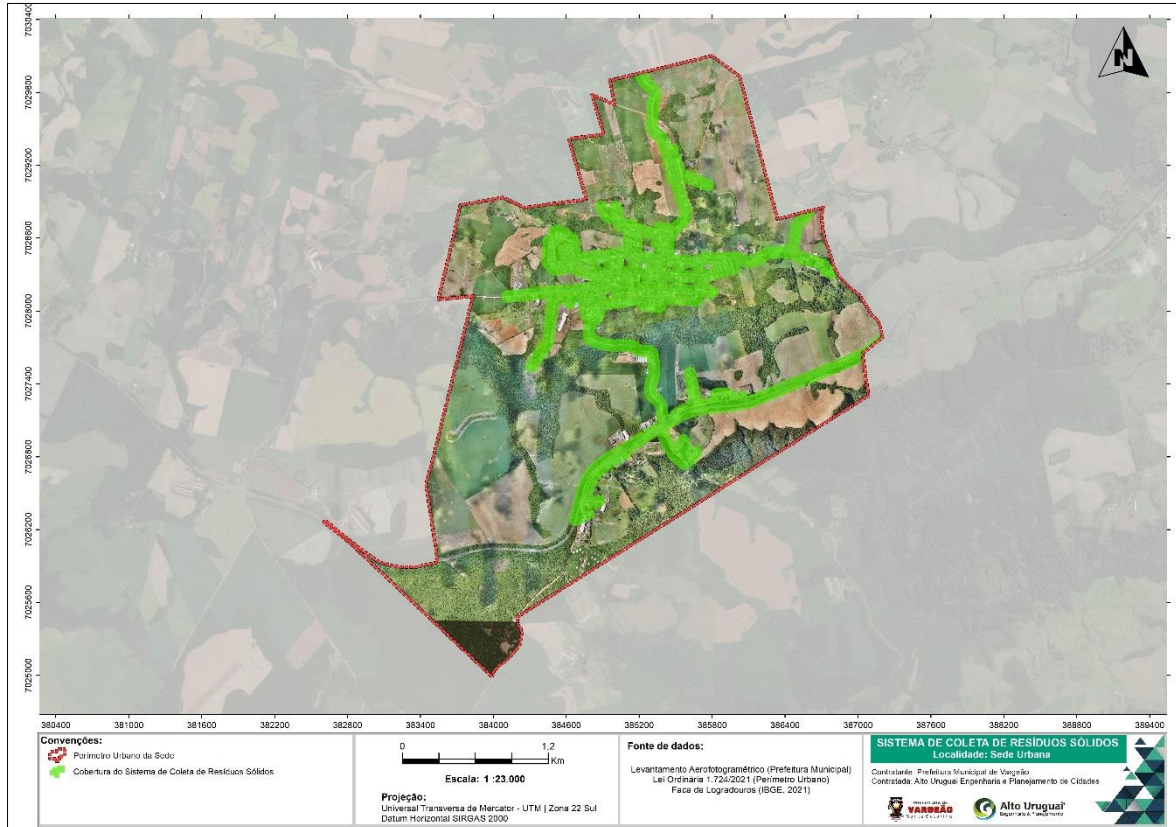 N
7030400
7029800
7029200
7028600
7028000
7027400
7026800
7026200
7025600
7025000
380400 381000 381600 382200 382800 383400 384000 384600 385200 385800 386400 387000 387600 388200 388800 389400
Convenções:
Perímetro Urbano da Sede
Cobertura do Sistema de Coleta de Resíduos Sólidos
0 1,2
Km
Escala: 1 :23.000
Projeção:
Universal Transversa de Mercator - UTM | Zona 22 Sul
Datum Horizontal SIRGAS 2000
Fonte de dados:
Levantamento Aerofotogramétrico (Prefeitura Municipal)
Lei Ordinária 1.724/2021 (Perímetro Urbano)
Face de Logradouros (IBGE, 2021)
SISTEMA DE COLETA DE RESÍDUOS SÓLIDOS
Localidade: Sede Urbana
Contratante: Prefeitura Municipal de Vargeão
Contratada: Alto Uruguai Engenharia e Planejamento de Cidades
VARGEÃO
Santa Catarina
Alto Uruguai
Engenharia & Planejamento